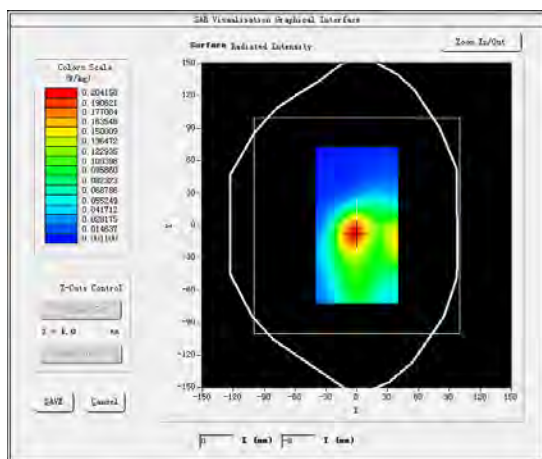 SAR Visualisation Graphical Interface
Surface Radiated Intensity
Zoom In/Out
Colors Scale
(W/kg)
0.204158
0.190621
0.177084
0.163546
0.150009
0.136472
0.122935
0.109398
0.095860
0.082323
0.068786
0.055249
0.041712
0.028175
0.014637
0.001100
150
120
90
60
30
0
-30
-60
-90
-120
-150
Y
-150 -120 -90 -60 -30 0 30 60 90 120 150
X
Z-Cuts Control
mm
SAVE
Cancel
0 X (mm) -8 Y (mm)